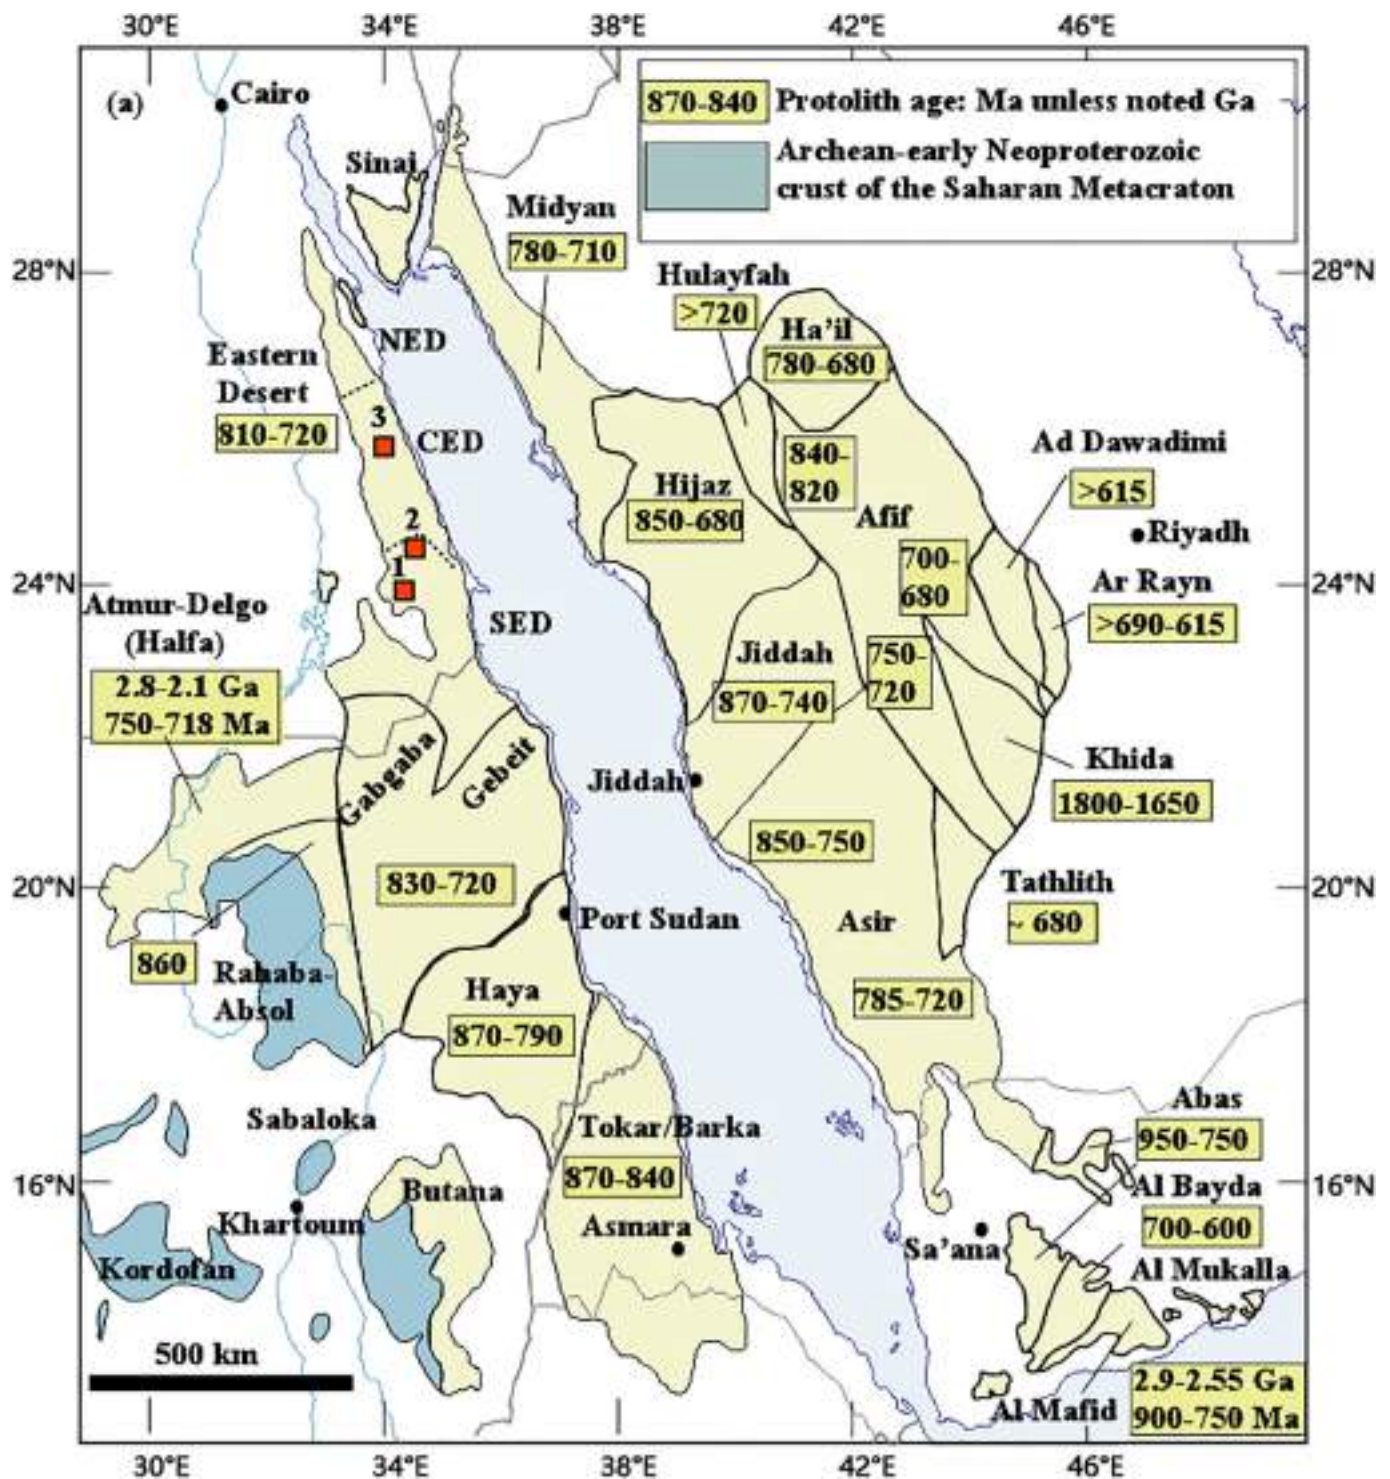 30°E 34°E 38°E 42°E 46°E
(a)
Cairo
870-840 Protolith age: Ma unless noted Ga
Archean-early Neoproterozoic
crust of the Saharan Metacraton
Sinai
Midyan
780-710
28°N
28°N
Hulayfah
>720
Ha'il
780-680
NED
Eastern
Desert
810-720
3
CED
840-
820
Hijaz
850-680
Afif
Ad Dawadimi
>615
Riyadh
2
1
700-
680
24°N
24°N
Ar Rayn
>690-615
Atmur-Delgo
(Halfa)
2.8-2.1 Ga
750-718 Ma
SED
Jiddah
870-740
750-
720
Gabgaba
Gebeit
Jiddah
Khida
1800-1650
850-750
830-720
20°N
20°N
Tathlith
~ 680
Port Sudan
Asir
860
Rahaba-
Absol
Haya
870-790
785-720
Sabaloka
Tokar/Barka
870-840
Abas
950-750
16°N
16°N
Butana
Al Bayda
700-600
Khartoum
Asmara
Sa'ana
Kordofan
Al Mukalla
500 km
2.9-2.55 Ga
900-750 Ma
Al-Mafid
30°E 34°E 38°E 42°E 46°E